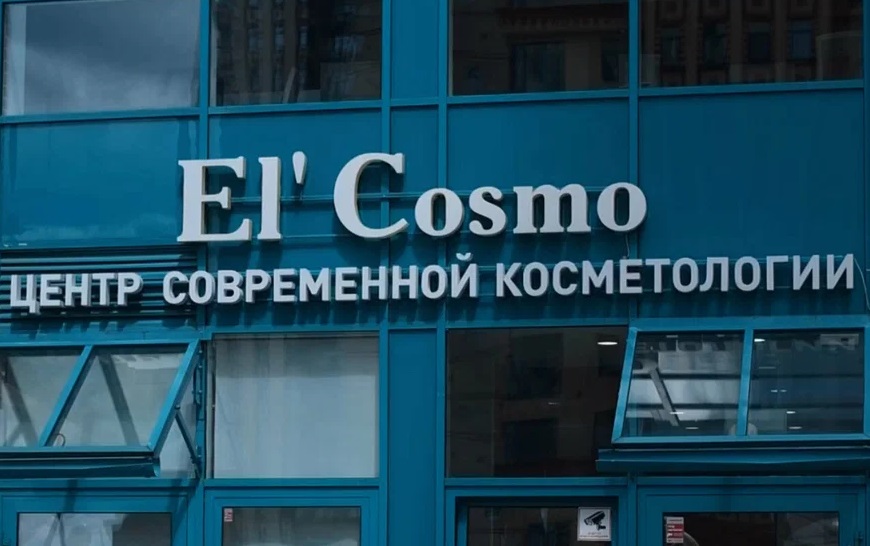 El' Cosmo
ЦЕНТР СОВРЕМЕННОЙ КОСМЕТОЛОГИИ